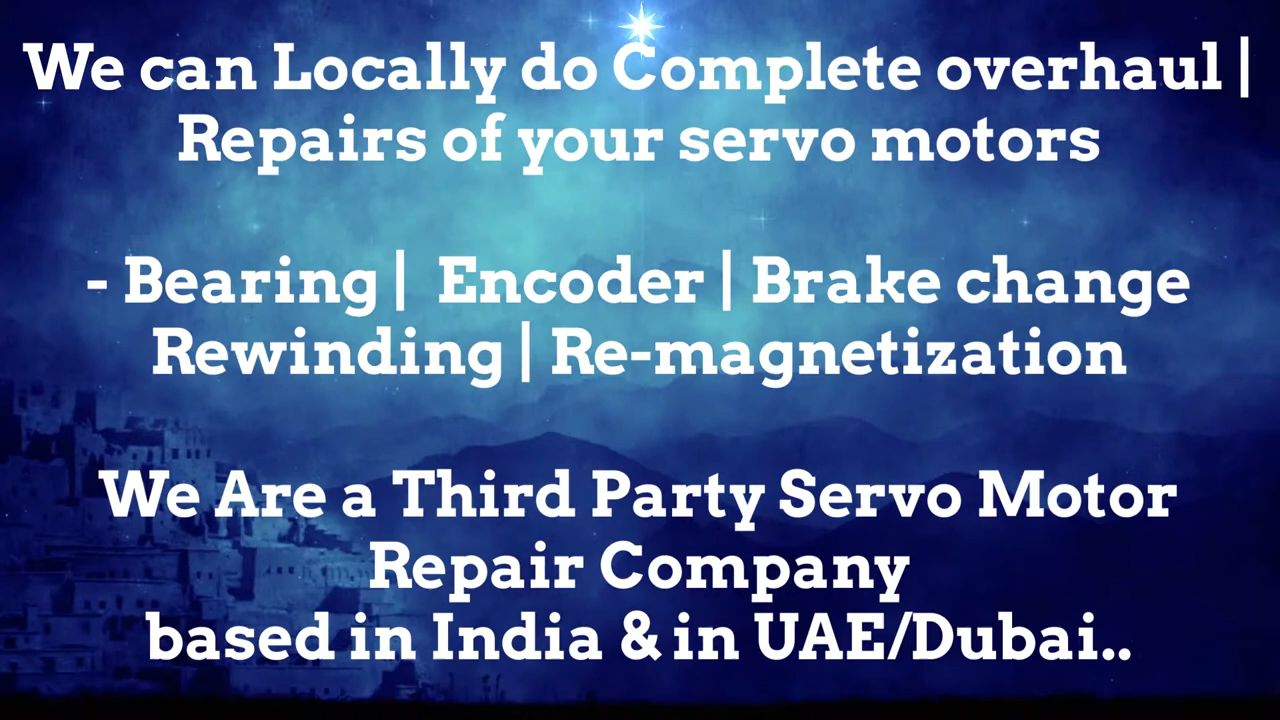 We can Locally do Complete overhaul |
Repairs of your servo motors
- Bearing | Encoder | Brake change
Rewinding | Re-magnetization
We Are a Third Party Servo Motor
Repair Company
based in India & in UAE/Dubai..